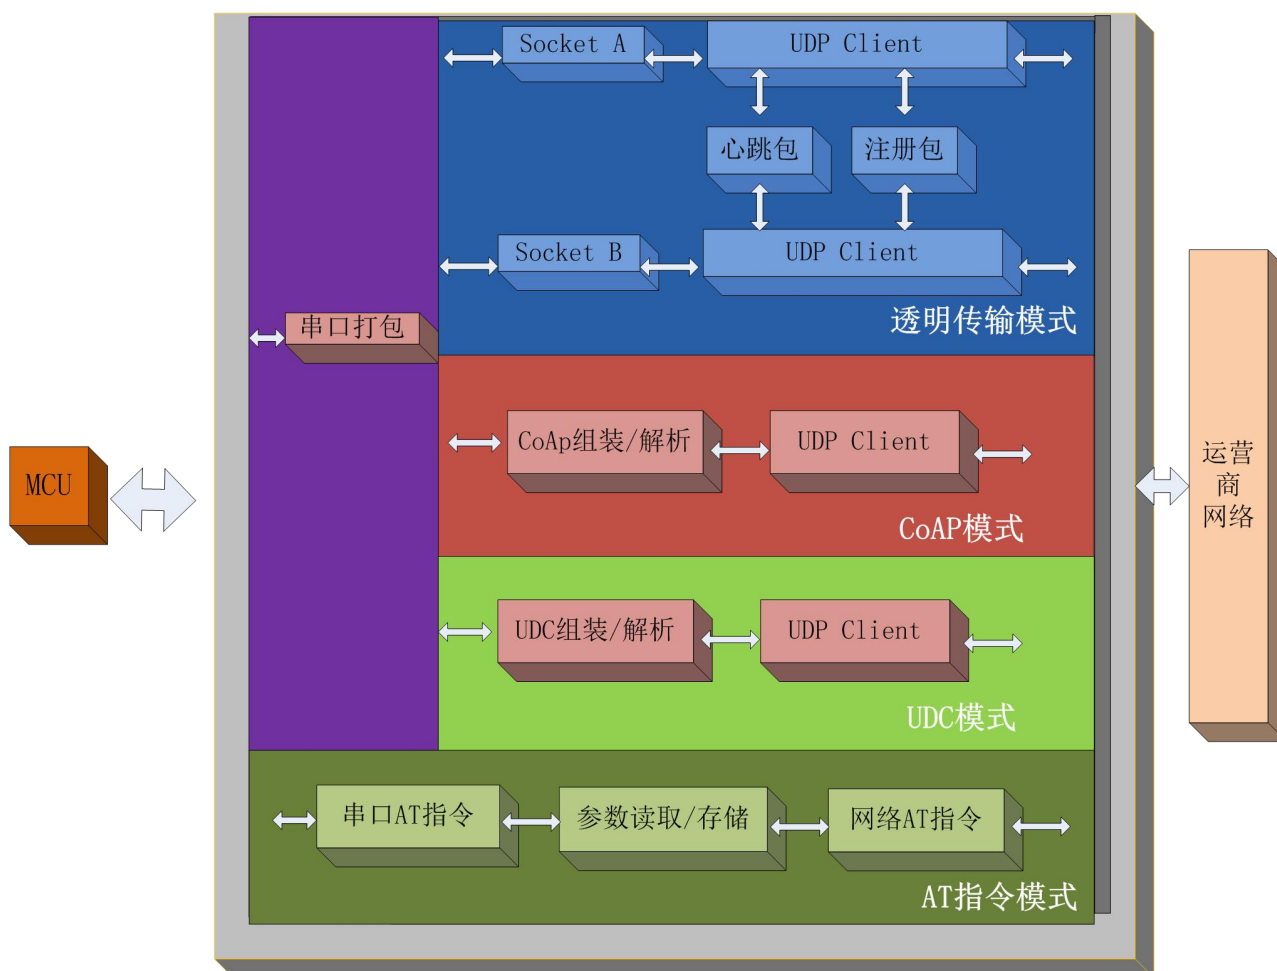 Socket A
UDP Client
心跳包
注册包
Socket B
UDP Client
透明传输模式
串口打包
CoAp组装/解析
UDP Client
CoAP模式
MCU
运营
商
网络
UDC组装/解析
UDP Client
UDC模式
串口AT指令
参数读取/存储
网络AT指令
AT指令模式